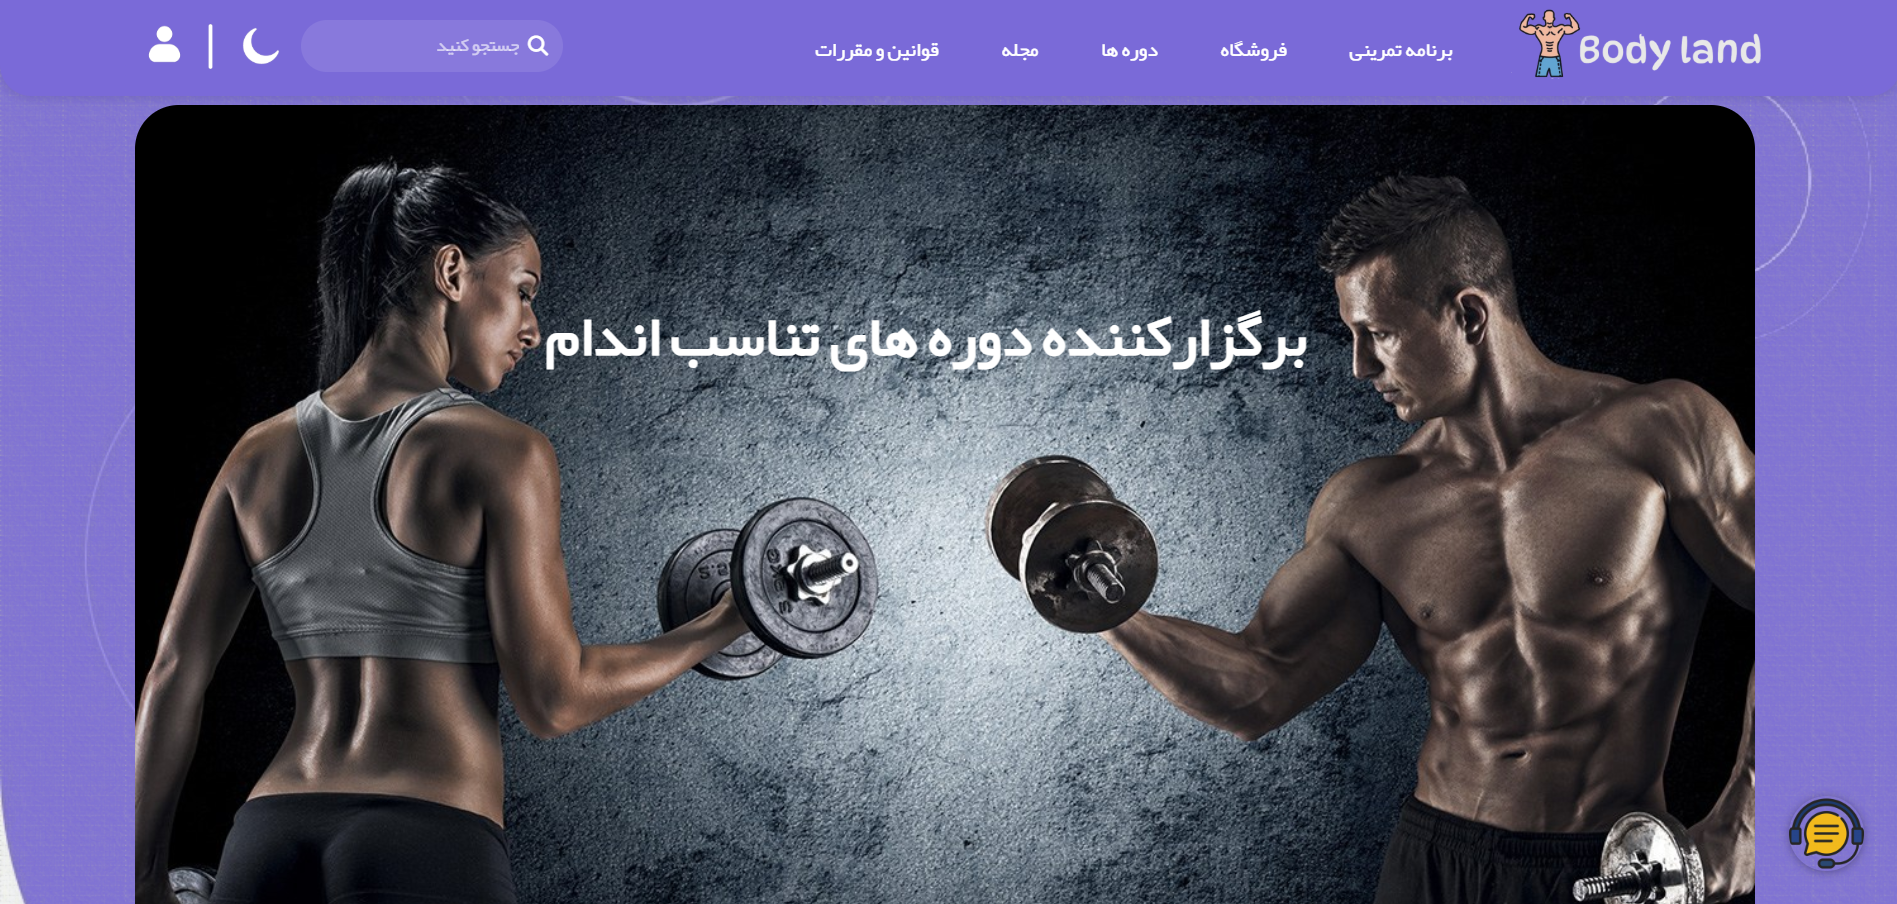 Body land
برنامه تمرینی
فروشگاه
دوره ها
مجله
قوانین و مقررات
جستجو کنید
برگزارکننده دوره های تناسب اندام